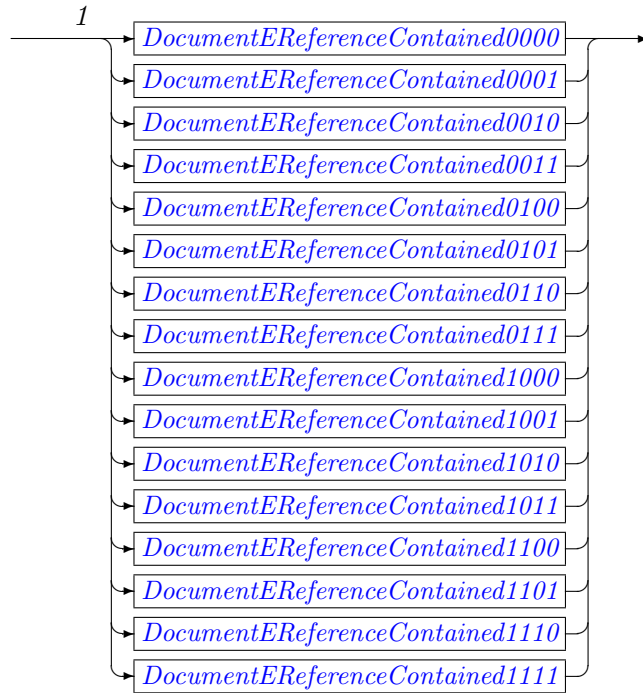 1
DocumentEReferenceContained0000
DocumentEReferenceContained0001
DocumentEReferenceContained0010
DocumentEReferenceContained0011
DocumentEReferenceContained0100
DocumentEReferenceContained0101
DocumentEReferenceContained0110
DocumentEReferenceContained0111
DocumentEReferenceContained1000
DocumentEReferenceContained1001
DocumentEReferenceContained1010
DocumentEReferenceContained1011
DocumentEReferenceContained1100
DocumentEReferenceContained1101
DocumentEReferenceContained1110
DocumentEReferenceContained1111